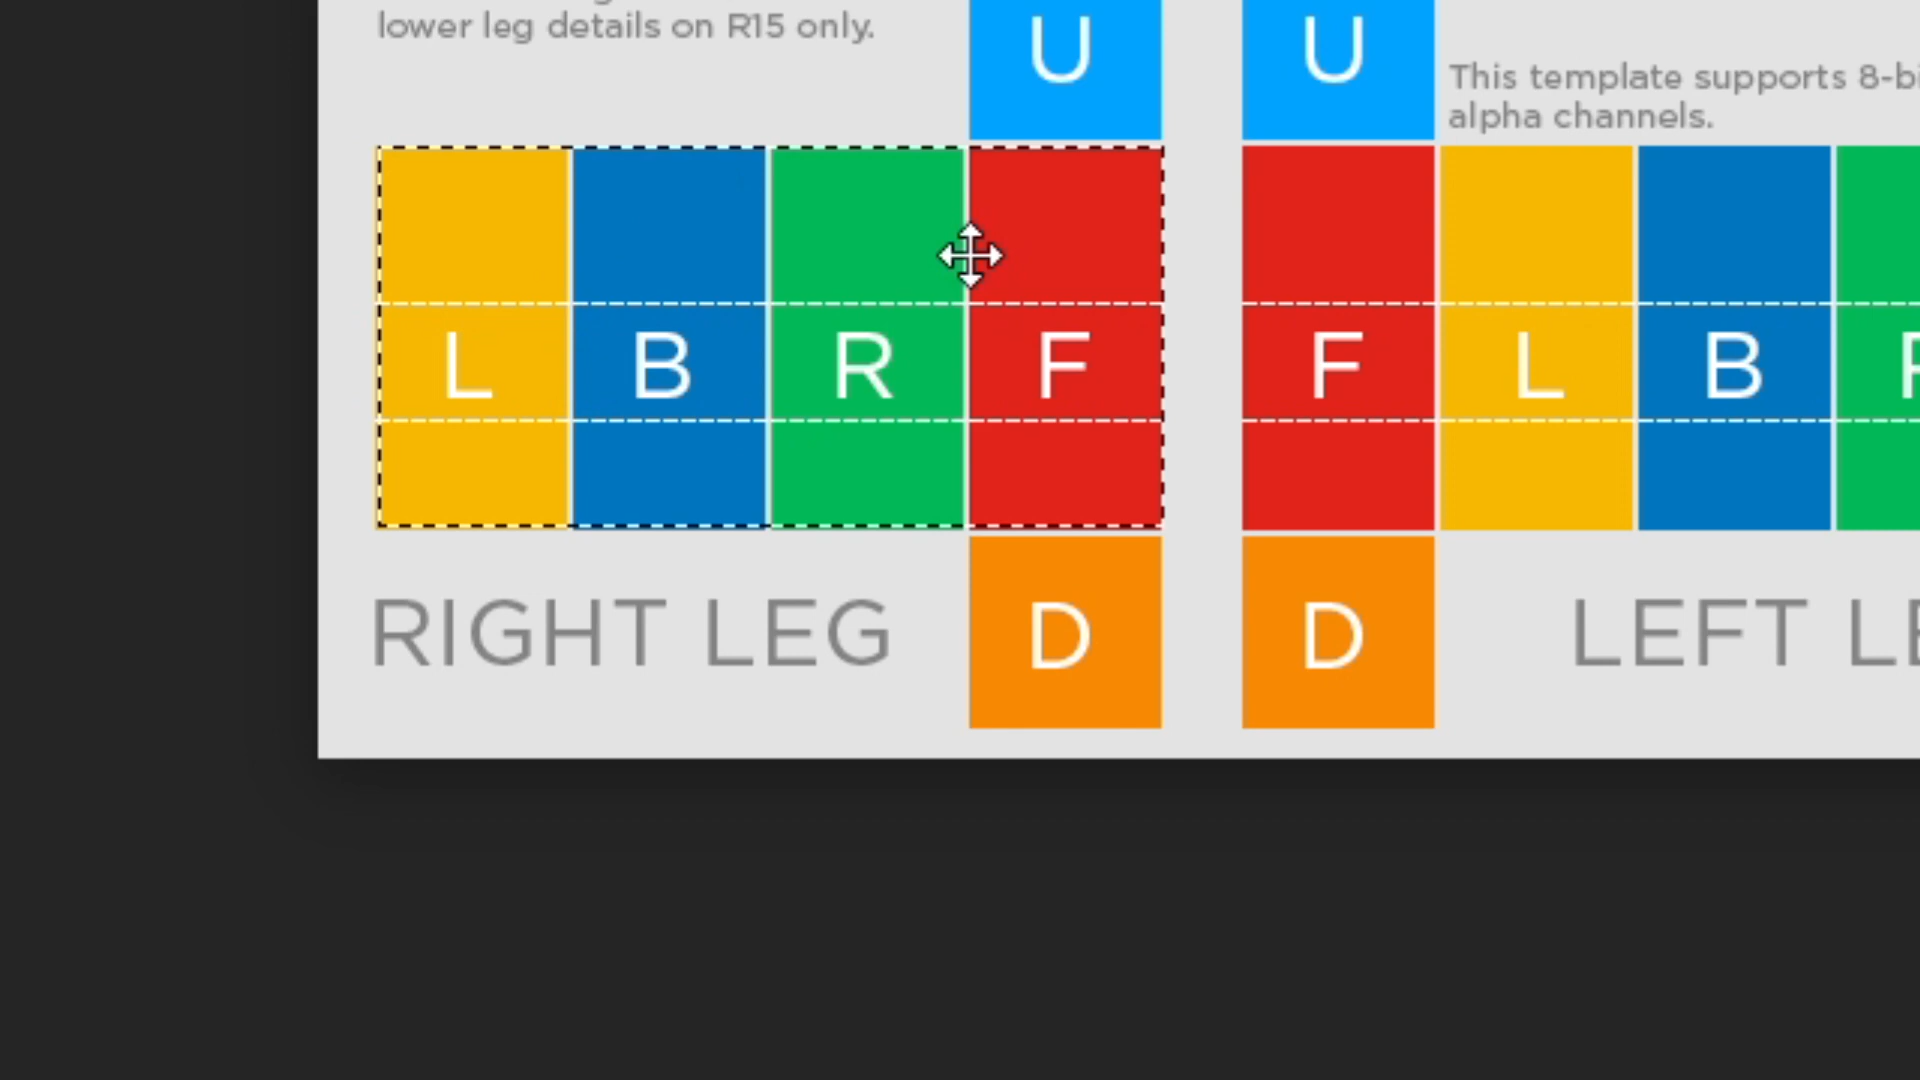 lower leg details on R15 only.
U U
This template supports 8-bi
alpha channels.
L B R F F L B
RIGHT LEG D D LEFT LE